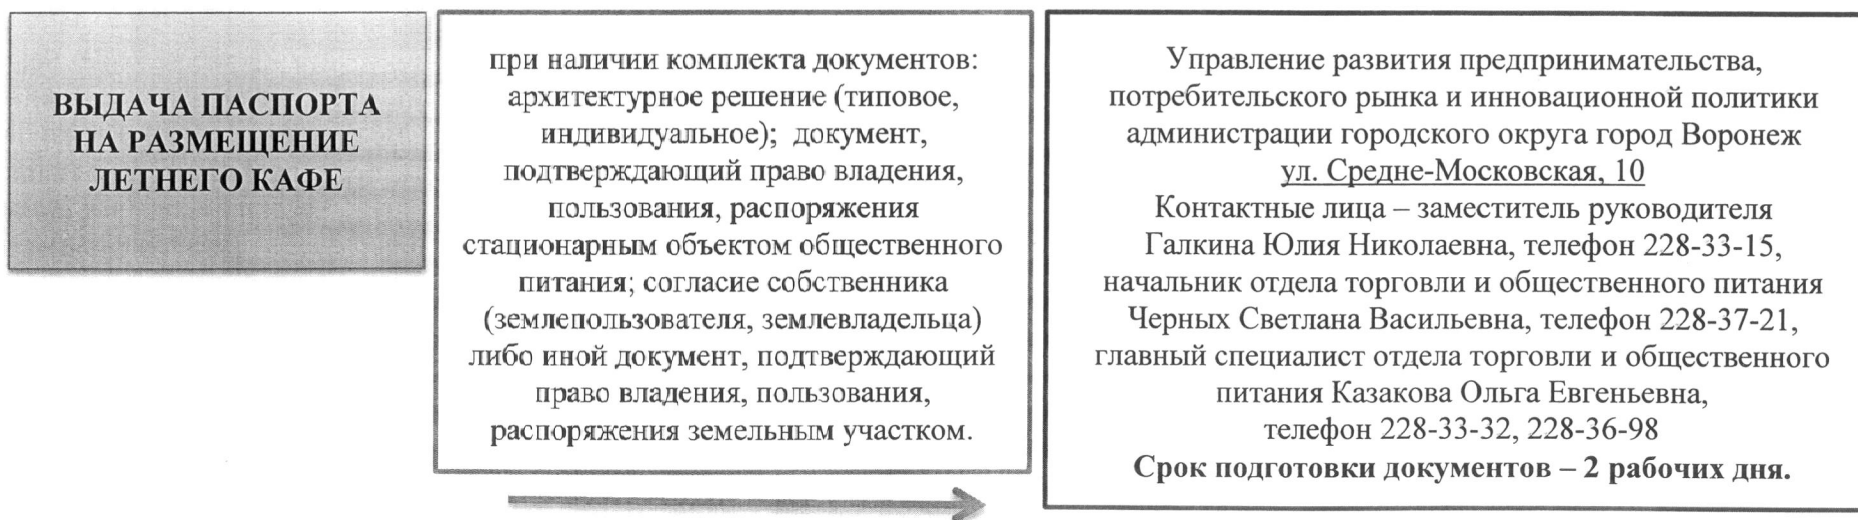 ВЫДАЧА ПАСПОРТА
НА РАЗМЕЩЕНИЕ
ЛЕТНЕГО КАФЕ
при наличии комплекта документов:
архитектурное решение (типовое,
индивидуальное); документ,
подтверждающий право владения,
пользования, распоряжения
стационарным объектом общественного
питания; согласие собственника
(землепользователя, землевладельца)
либо иной документ, подтверждающий
право владения, пользования,
распоряжения земельным участком.
Управление развития предпринимательства,
потребительского рынка и инновационной политики
администрации городского округа город Воронеж
ул. Средне-Московская, 10
Контактные лица – заместитель руководителя
Галкина Юлия Николаевна, телефон 228-33-15,
начальник отдела торговли и общественного питания
Черных Светлана Васильевна, телефон 228-37-21,
главный специалист отдела торговли и общественного
питания Казакова Ольга Евгеньевна,
телефон 228-33-32, 228-36-98
Срок подготовки документов – 2 рабочих дня.